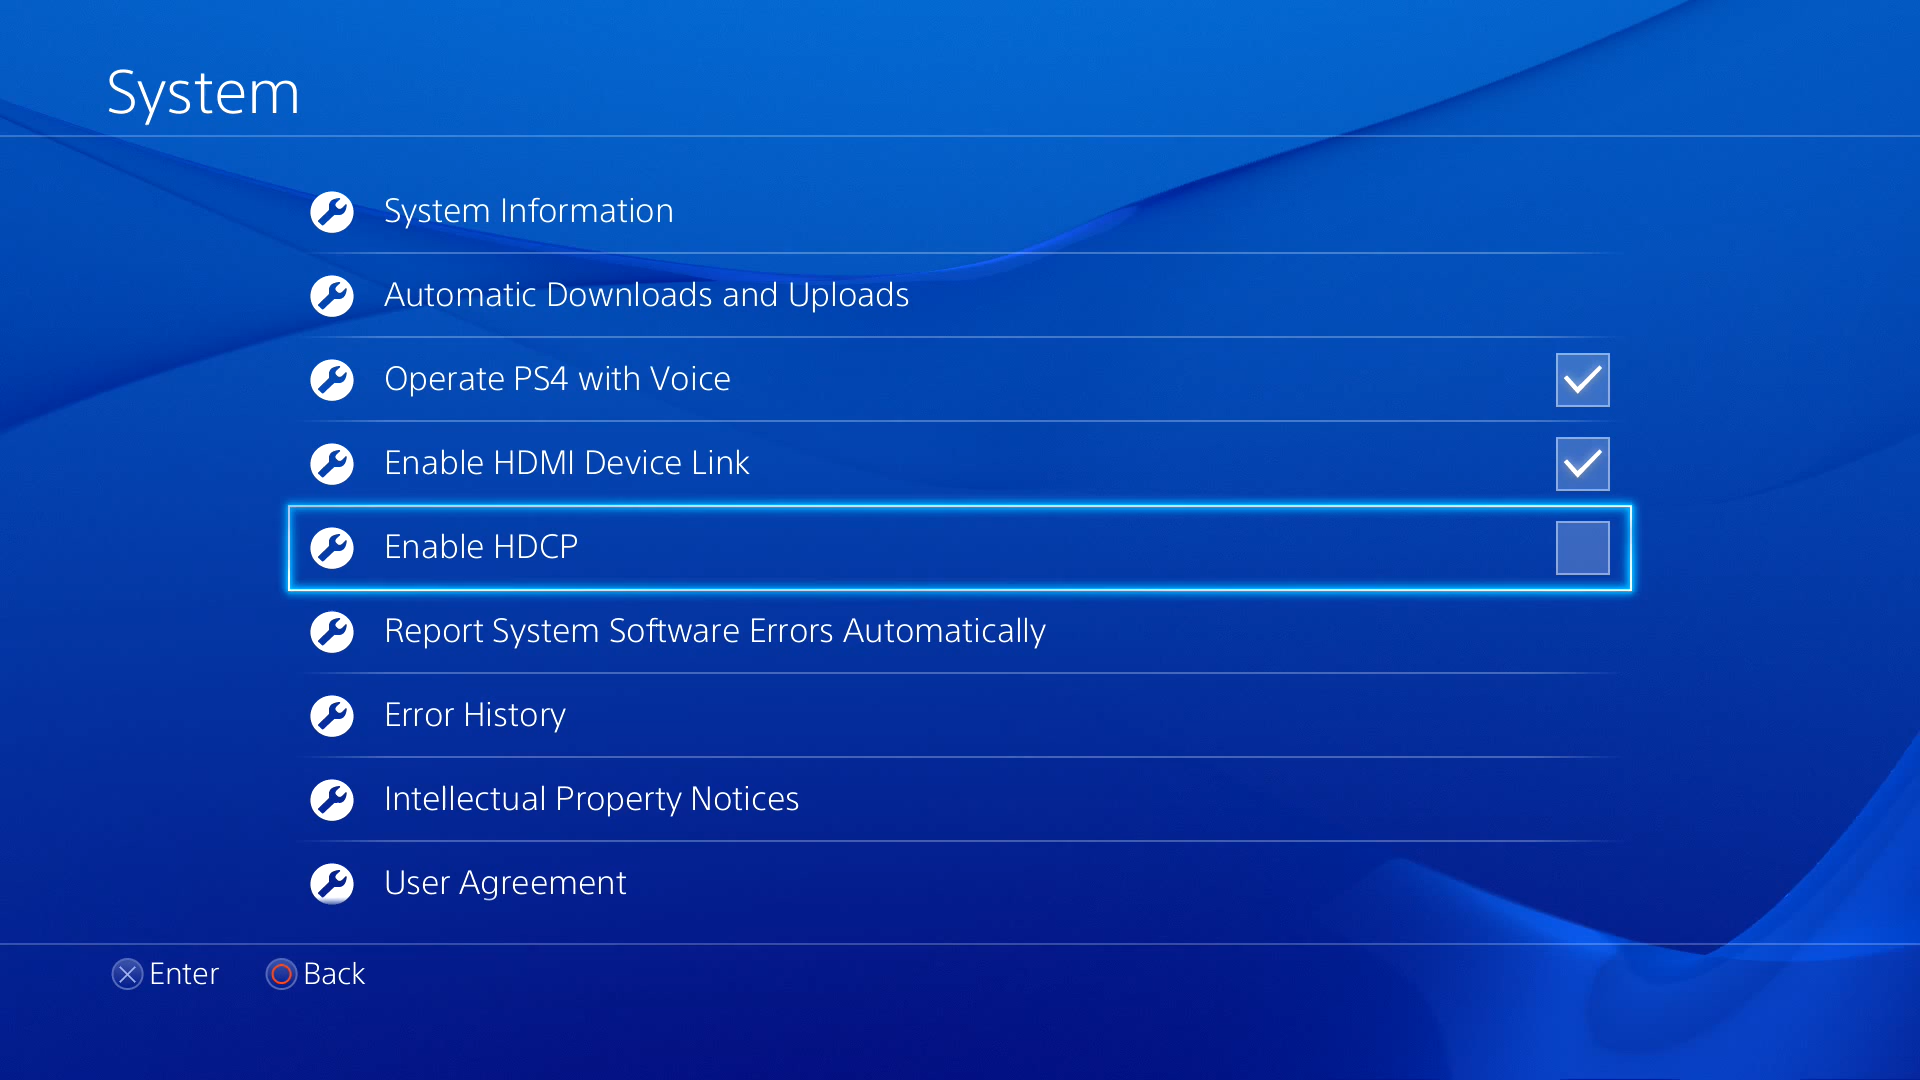 System
System Information
Automatic Downloads and Uploads
Operate PS4 with Voice
Enable HDMI Device Link
Enable HDCP
Report System Software Errors Automatically
Error History
Intellectual Property Notices
User Agreement
Enter Back